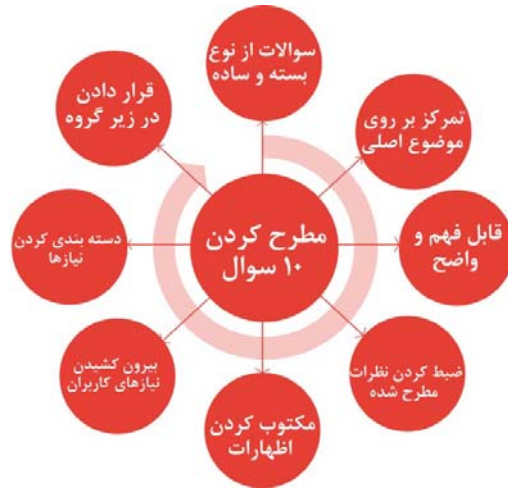 مطرح کردن
۱۰ سوال
سوالات از نوع
بسته و ساده
تمرکز بر روی
موضوع اصلی
قابل فهم و
واضح
ضبط کردن نظرات
مطرح شده
مکتوب کردن
اظهارات
بیرون کشیدن
نیازهای کاربران
دسته بندی کردن
نیازها
قرار دادن
در زیر گروه